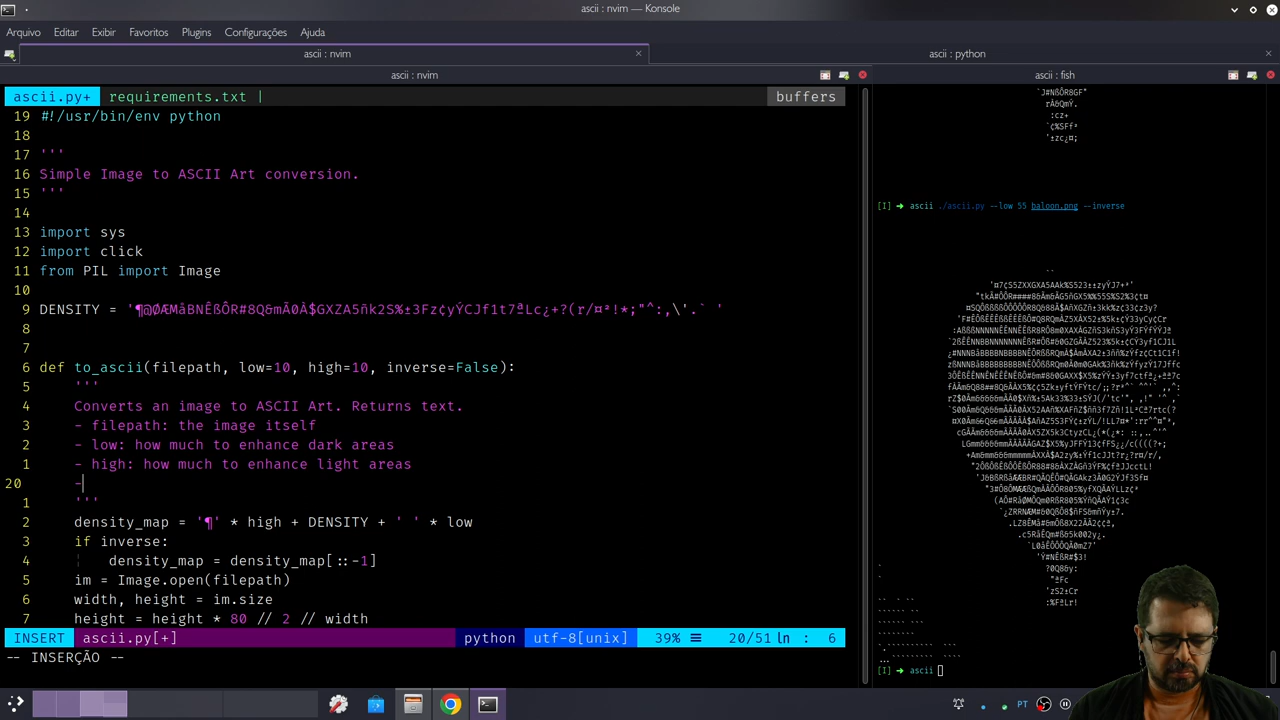 ascii : nvim — Konsole
Arquivo Editar Exibir Favoritos Plugins Configurações Ajuda
ascii : nvim
ascii : python
ascii : nvim
ascii : fish
ascii.py+ requirements.txt | buffers
19 #!/usr/bin/env python
18
17 '''
16 Simple Image to ASCII Art conversion.
15 '''
14
13 import sys
12 import click
11 from PIL import Image
10
9 DENSITY = '¶@ØÆMåBNÊßÔR#8Q&mÃ0À$GXZA5ñk2S%±3Fz¢yÝCJf1t7ªLc¿+?(r/¤²!*;"^:,\'.` '
8
7
6 def to_ascii(filepath, low=10, high=10, inverse=False):
5 '''
4 Converts an image to ASCII Art. Returns text.
3 - filepath: the image itself
2 - low: how much to enhance dark areas
1 - high: how much to enhance light areas
20 -
1 '''
2 density_map = '¶' * high + DENSITY + ' ' * low
3 if inverse:
4 density_map = density_map[::-1]
5 im = Image.open(filepath)
6 width, height = im.size
7 height = height * 80 // 2 // width
INSERT ascii.py[+] python utf-8[unix] 39% ☰ 20/51 ln : 6
-- INSERÇÃO --
[I] ➜ ascii ./ascii.py --low 55 baloon.png --inverse
[I] ➜ ascii
PT